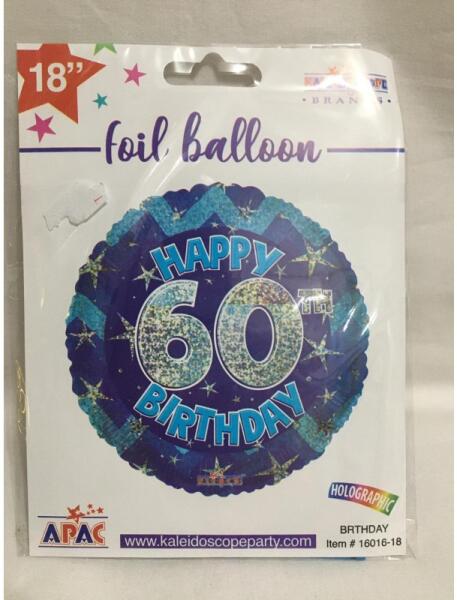 18”
BRANDS
foil balloon
HAPPY
60TH
BIRTHDAY
HOLOGRAPHIC
APAC
www.kaleidoscopeparty.com
BRTHDAY
Item # 16016-18